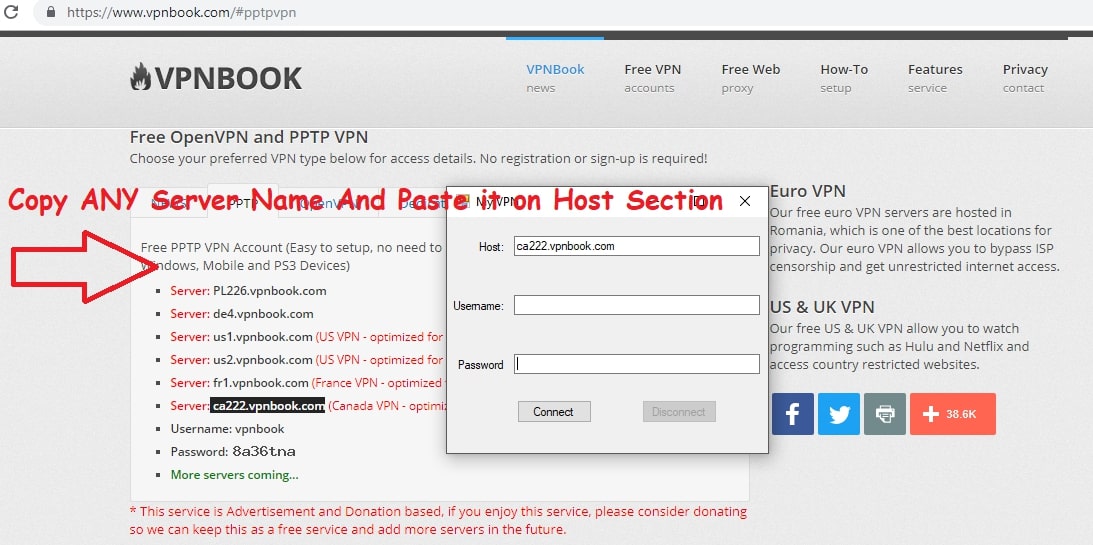 https://www.vpnbook.com/#pptpvpn
VPNBOOK
VPNBook
news
Free VPN
accounts
Free Web
proxy
How-To
setup
Features
service
Privacy
contact
Free OpenVPN and PPTP VPN
Choose your preferred VPN type below for access details. No registration or sign-up is required!
Copy ANY Server Name And Paste it on Host Section
PPTP
My VPN
Free PPTP VPN Account (Easy to setup, no need to
Windows, Mobile and PS3 Devices)
Server: PL226.vpnbook.com
Server: de4.vpnbook.com
Server: us1.vpnbook.com (US VPN - optimized for
Server: us2.vpnbook.com (US VPN - optimized for
Server: fr1.vpnbook.com (France VPN - optimized
Server: ca222.vpnbook.com (Canada VPN - optimiz
Username: vpnbook
Password: 8a36tna
More servers coming...
* This service is Advertisement and Donation based, if you enjoy this service, please consider donating
so we can keep this as a free service and add more servers in the future.
Host:
ca222.vpnbook.com
Username:
Password
Connect
Disconnect
Euro VPN
Our free euro VPN servers are hosted in
Romania, which is one of the best locations for
privacy. Our euro VPN allows you to bypass ISP
censorship and get unrestricted internet access.
US & UK VPN
Our free US & UK VPN allow you to watch
programming such as Hulu and Netflix and
access country restricted websites.
38.6K